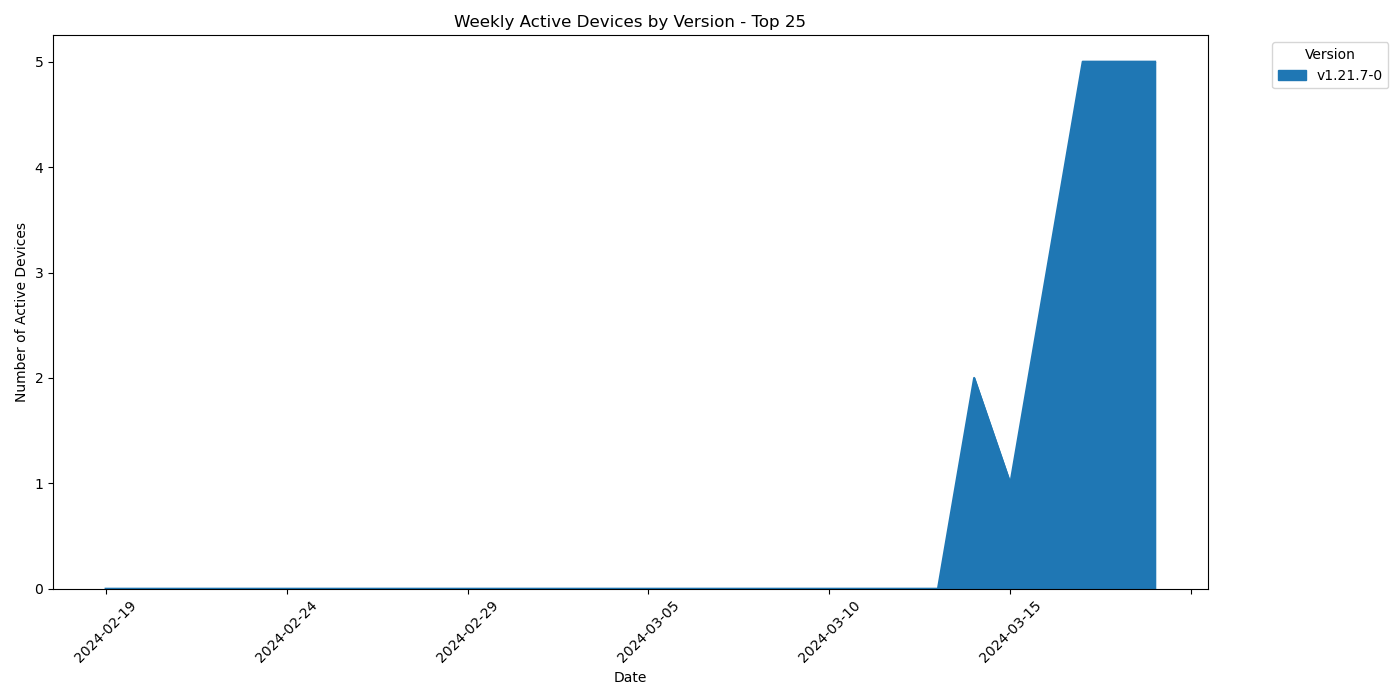 Weekly Active Devices by Version - Top 25
Version
v1.21.7-0
Number of Active Devices
5
4
3
2
1
0
2024-02-19
2024-02-24
2024-02-29
2024-03-05
2024-03-10
2024-03-15
Date